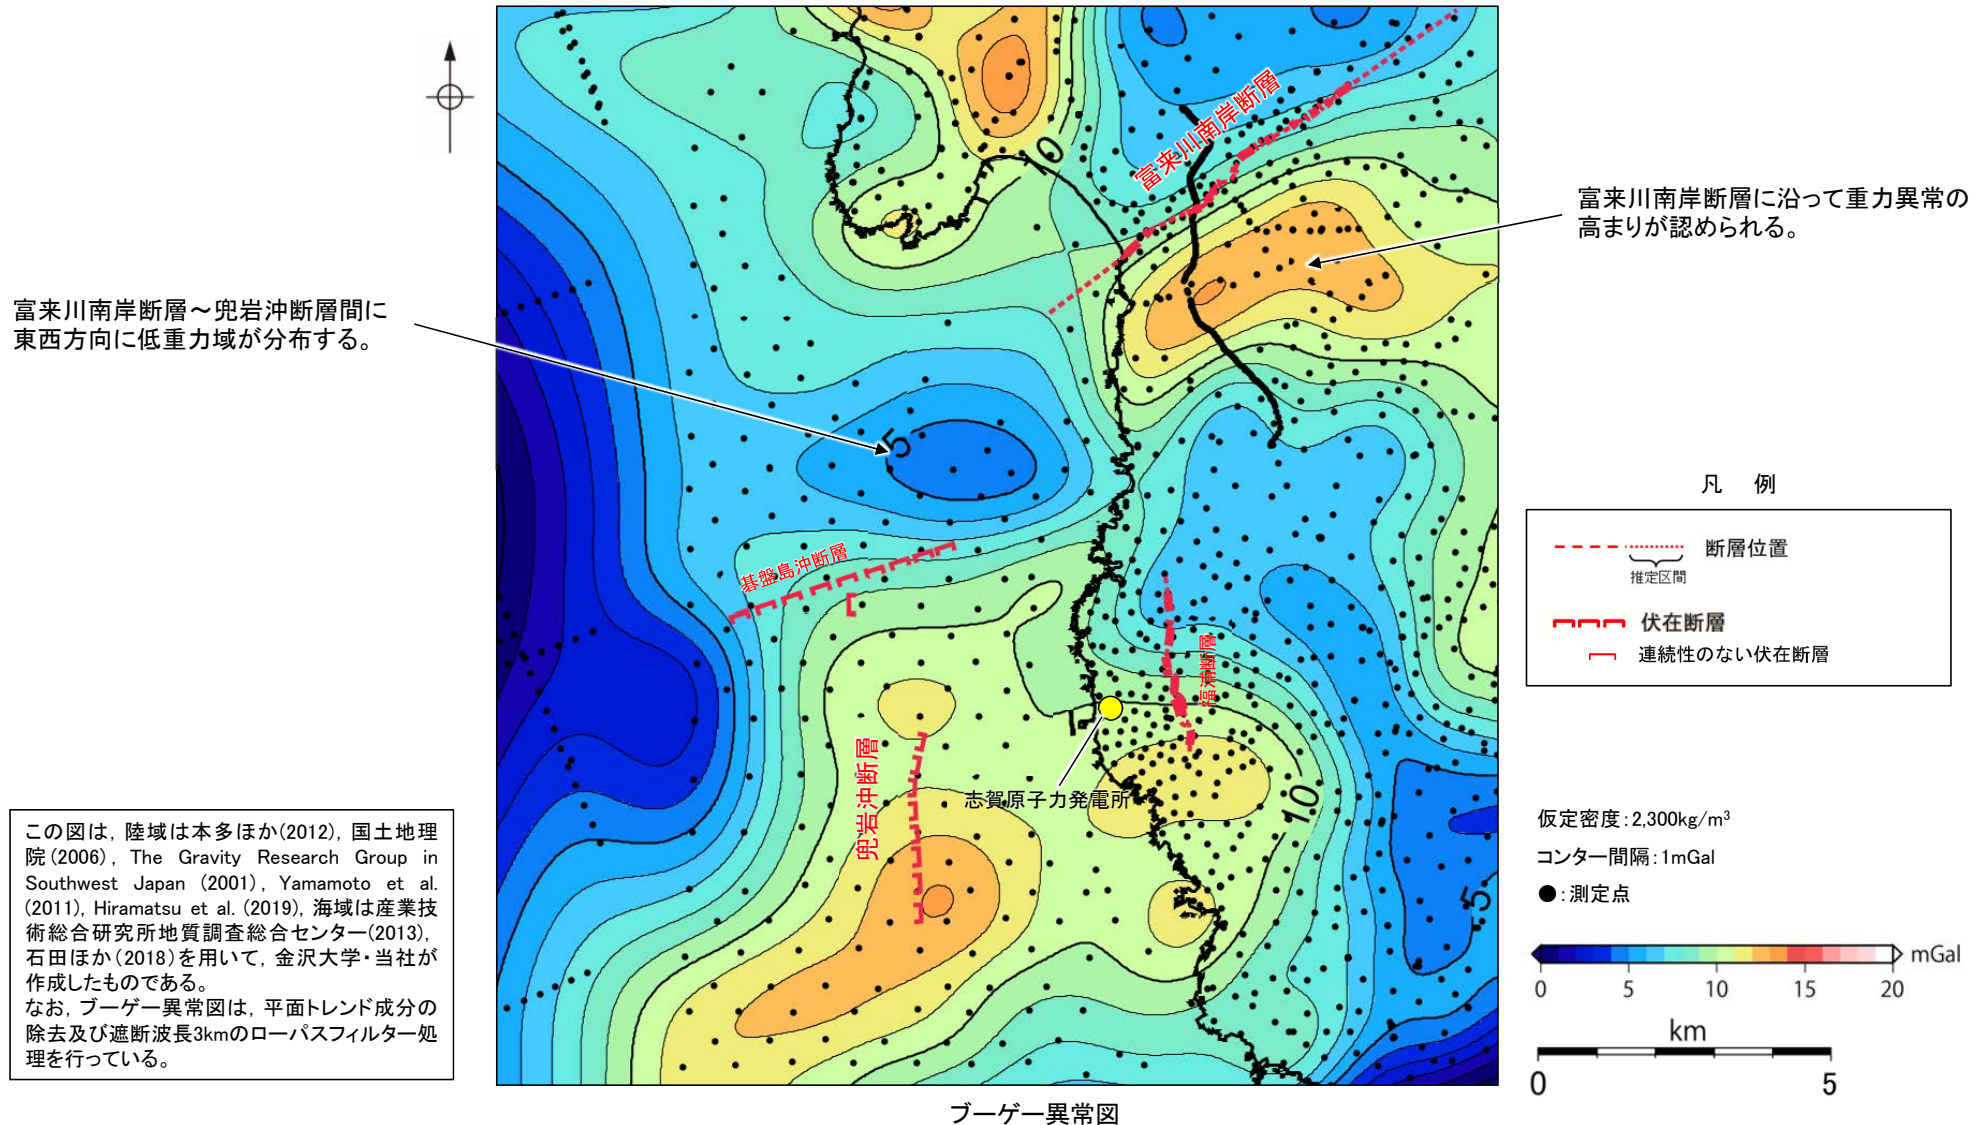 富来川南岸断層
10
富来川南岸断層に沿って重力異常の
高まりが認められる。
富来川南岸断層～兜岩沖断層間に
東西方向に低重力域が分布する。
5
碁盤島沖断層
福浦断層
兜岩沖断層
志賀原子力発電所
10
5
凡 例
断層位置
推定区間
伏在断層
連続性のない伏在断層
この図は, 陸域は本多ほか(2012), 国土地理
院(2006), The Gravity Research Group in
Southwest Japan (2001), Yamamoto et al.
(2011), Hiramatsu et al. (2019), 海域は産業技
術総合研究所地質調査総合センター(2013),
石田ほか(2018)を用いて, 金沢大学・当社が
作成したものである。
なお, ブーゲー異常図は, 平面トレンド成分の
除去及び遮断波長3kmのローパスフィルター処
理を行っている。
仮定密度：2,300kg/m³
コンター間隔：1mGal
●：測定点
mGal
0 5 10 15 20
km
0 5
ブーゲー異常図